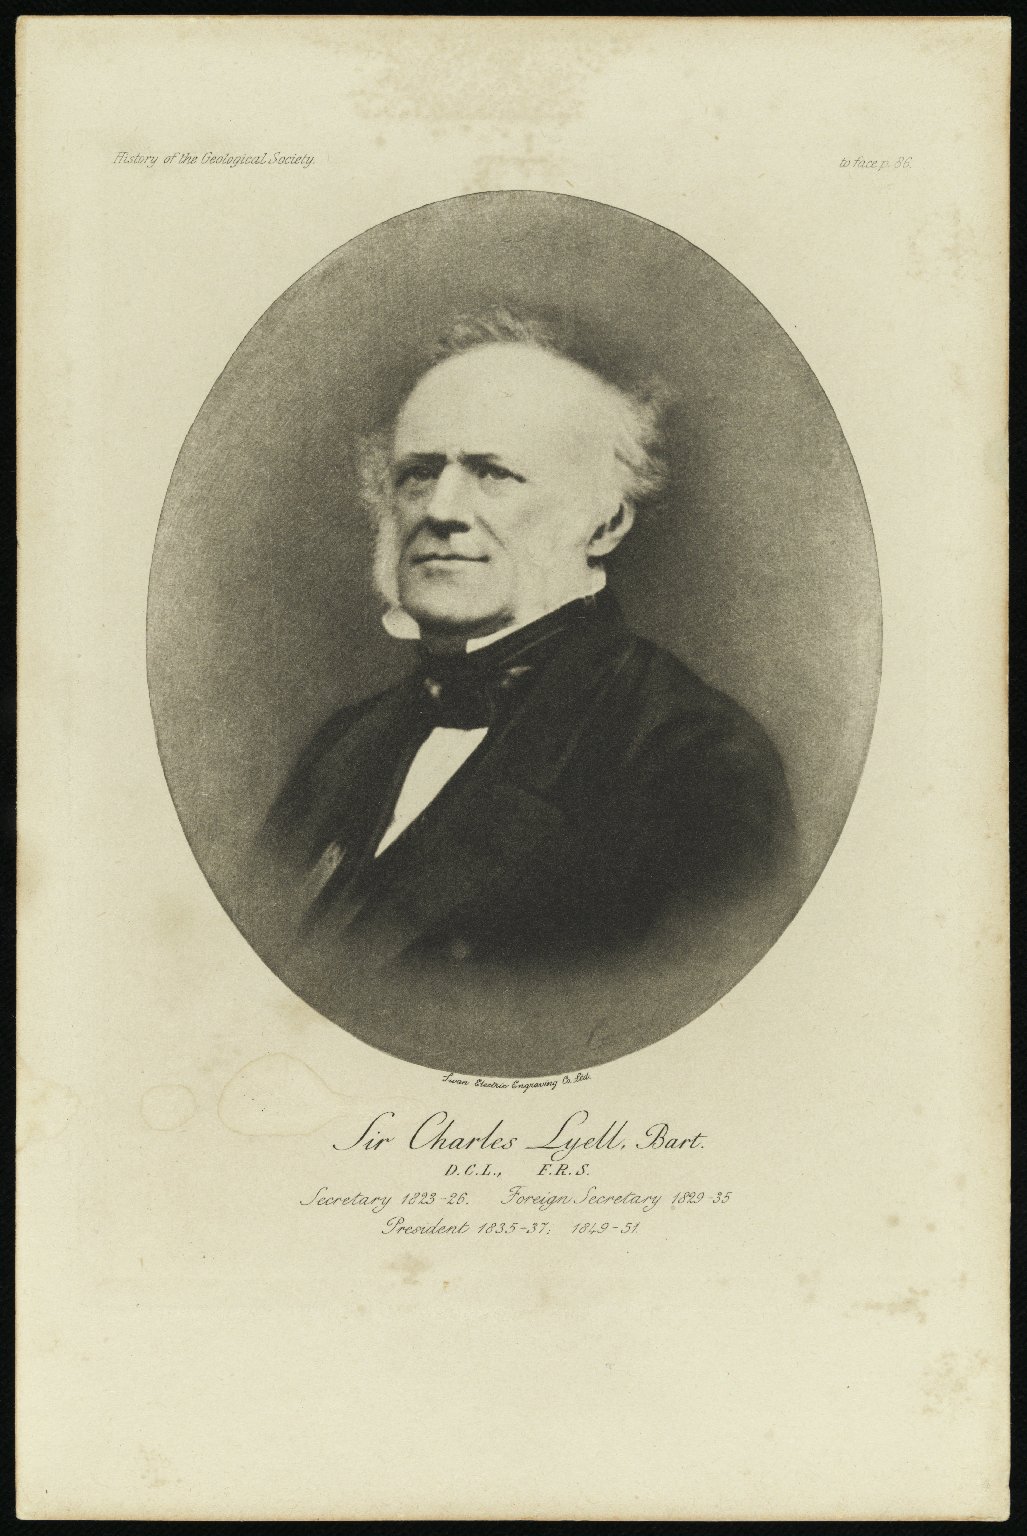 History of the Geological Society.
to face p. 86.
Swan Electric Engraving Co. Ltd.
Sir Charles Lyell, Bart.
D.C.L., F.R.S.
Secretary 1823-26. Foreign Secretary 1829-35
President 1835-37; 1849-51.